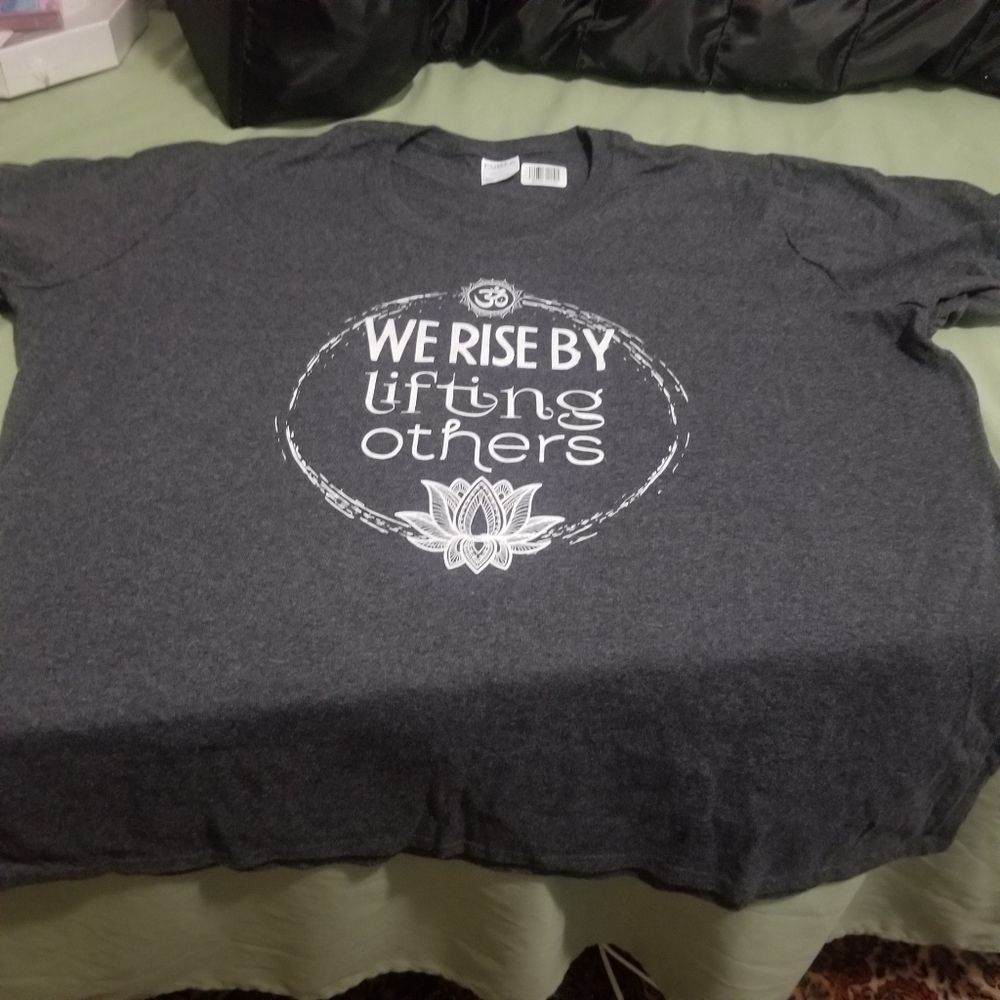 ॐ
WE RISE BY
lifting
others